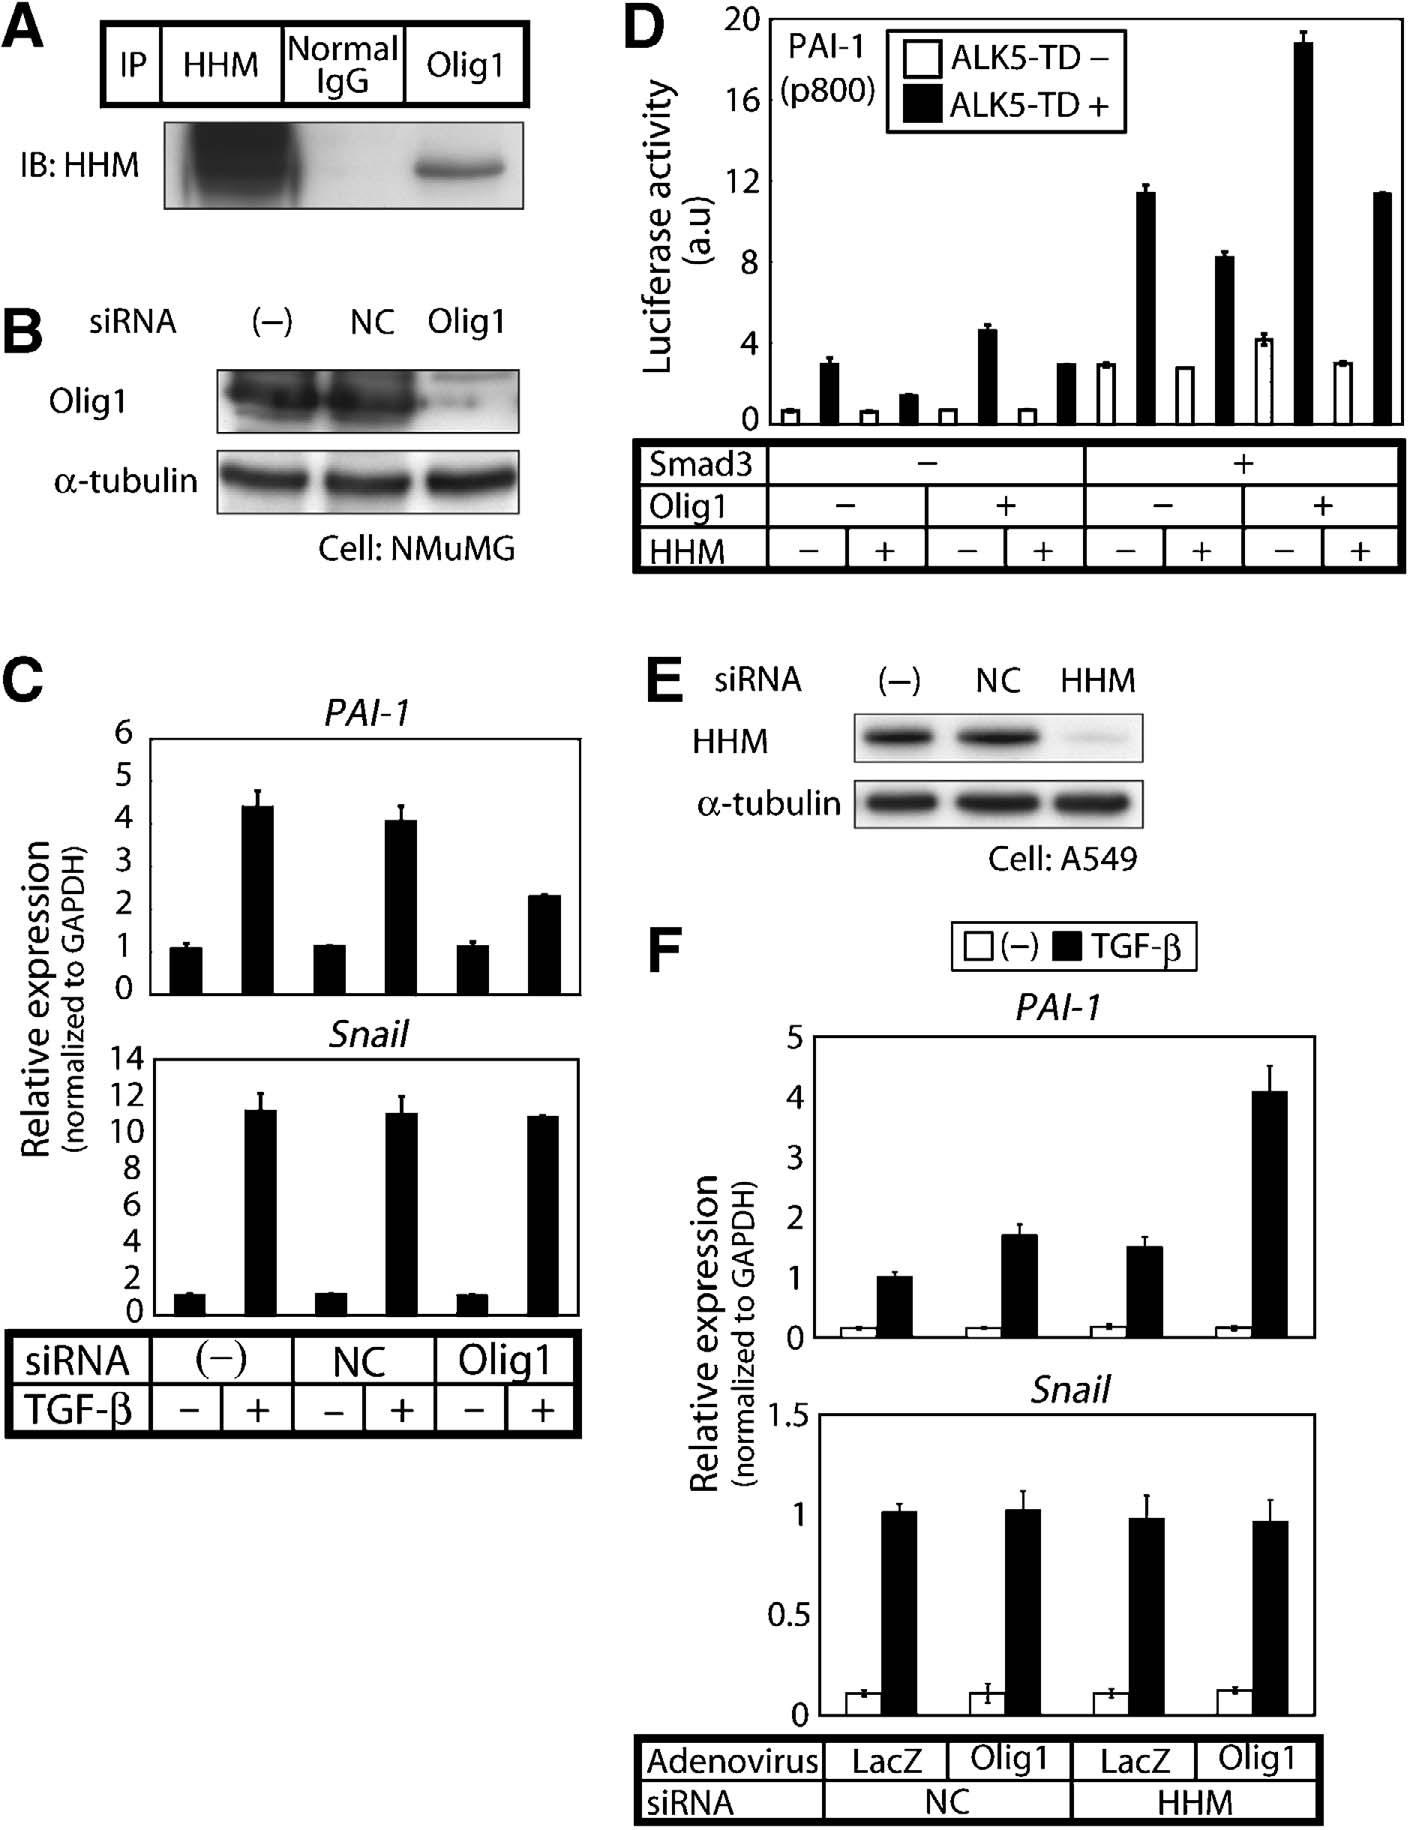 A
IP HHM Normal IgG Olig1
IB: HHM
B
siRNA (−) NC Olig1
Olig1
α-tubulin
Cell: NMuMG
C
PAI-1
6
5
4
3
2
1
0
Relative expression
(normalized to GAPDH)
Snail
14
12
10
8
6
4
2
0
siRNA (−) NC Olig1
TGF-β − + − + − +
D
20
16
12
8
4
0
Luciferase activity
(a.u)
PAI-1
(p800)
ALK5-TD −
ALK5-TD +
Smad3 − +
Olig1 − + − +
HHM − + − + − + − +
E
siRNA (−) NC HHM
HHM
α-tubulin
Cell: A549
F
(−) TGF-β
PAI-1
5
4
3
2
1
0
Relative expression
(normalized to GAPDH)
Snail
1.5
1
0.5
0
Adenovirus LacZ Olig1 LacZ Olig1
siRNA NC HHM